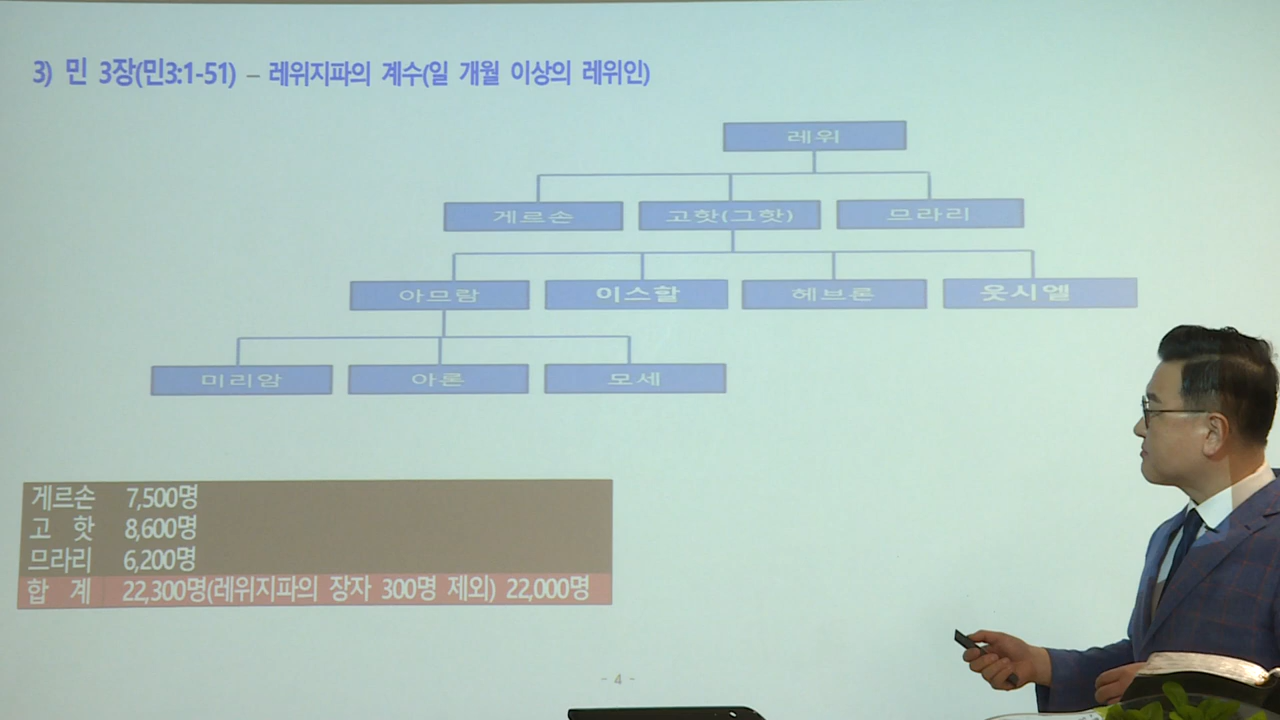 3) 민 3장(민3:1-51) – 레위지파의 계수(일 개월 이상의 레위인)
레위
게르손 고핫(그핫) 므라리
아므람 이스할 헤브론 웃시엘
미리암 아론 모세
게르손 7,500명
고 핫 8,600명
므라리 6,200명
합 계 22,300명(레위지파의 장자 300명 제외) 22,000명
- 4 -